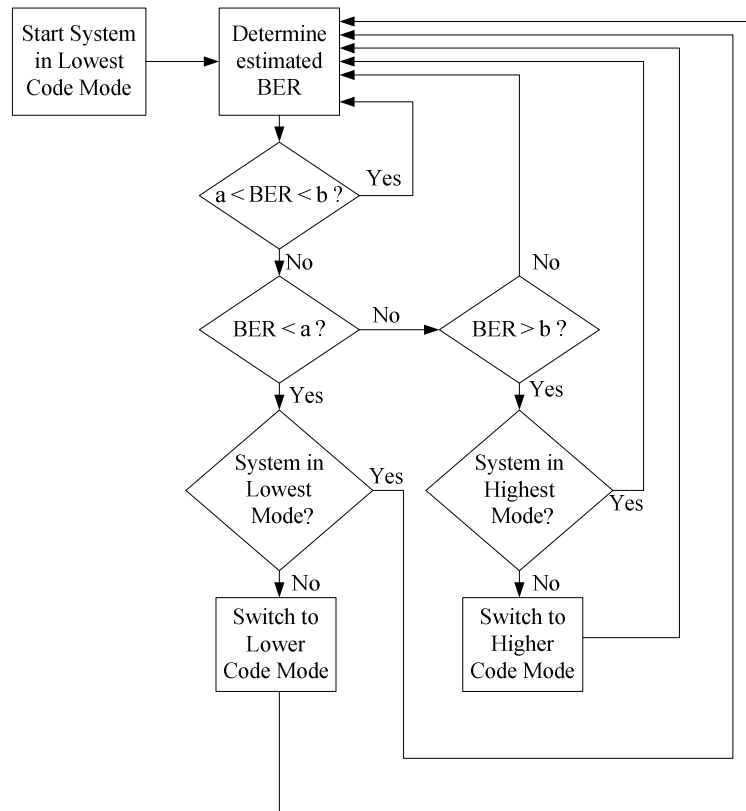 Start System
in Lowest
Code Mode
Determine
estimated
BER
a < BER < b ?
Yes
No
BER < a ?
No
BER > b ?
No
Yes
Yes
System in
Lowest
Mode?
Yes
System in
Highest
Mode?
Yes
No
No
Switch to
Lower
Code Mode
Switch to
Higher
Code Mode